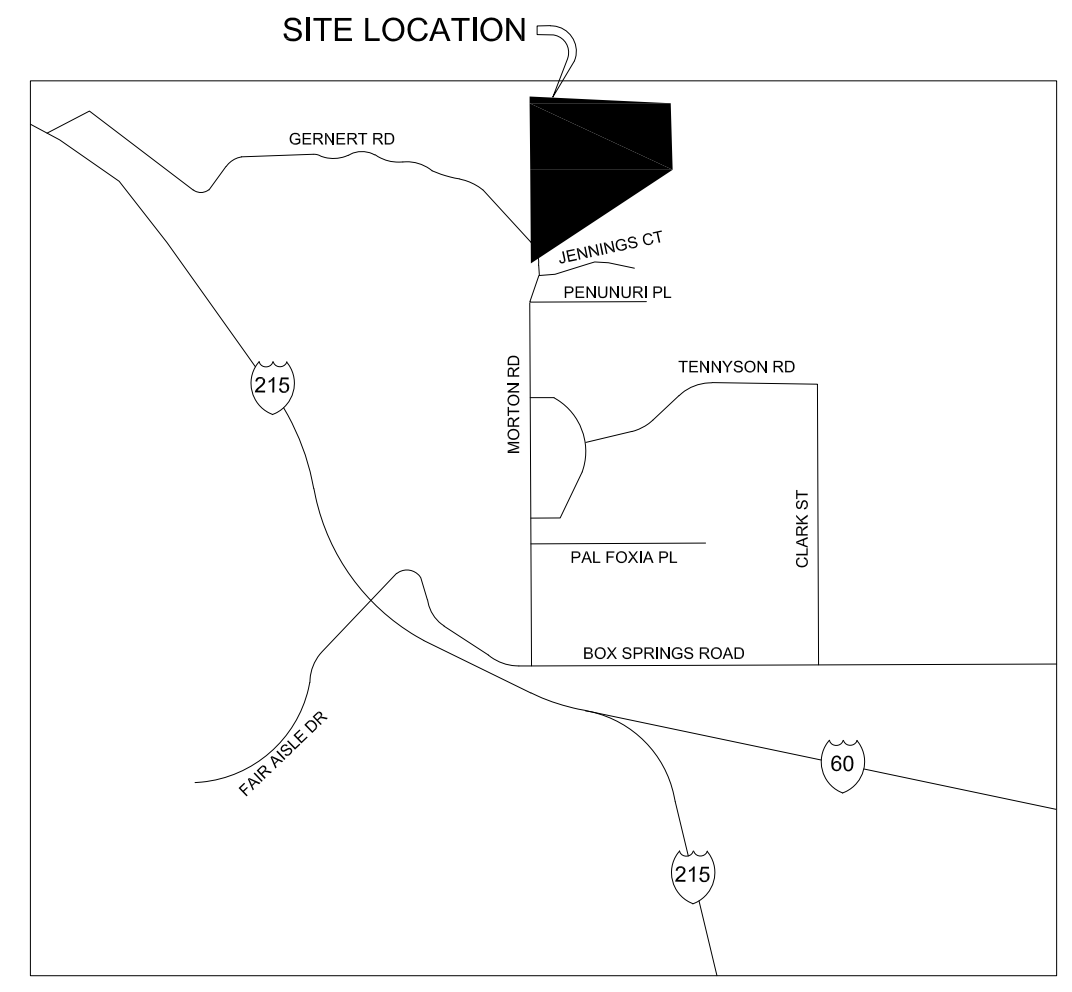 SITE LOCATION
GERNERT RD
JENNINGS CT
PENUNURI PL
TENNYSON RD
215
MORTON RD
CLARK ST
PAL FOXIA PL
BOX SPRINGS ROAD
FAIR AISLE DR
60
215